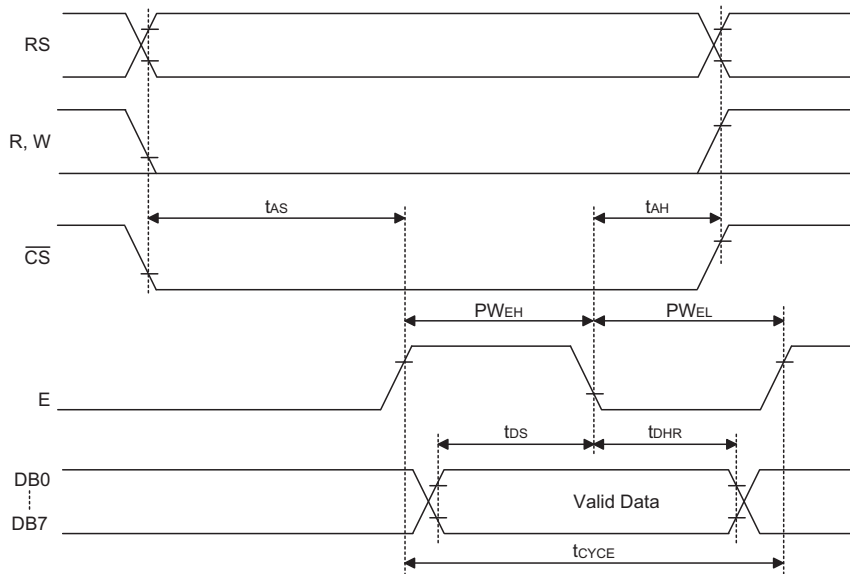 RS
R, W
tAS
tAH
CS
PWEH
PWEL
E
tDS
tDHR
DB0
Valid Data
DB7
tCYCE